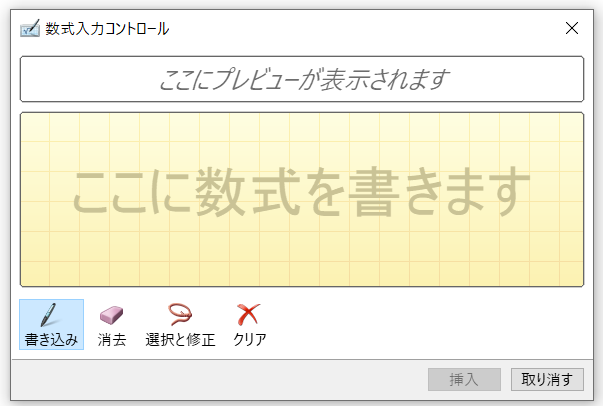 数式入力コントロール
ここにプレビューが表示されます
ここに数式を書きます
書き込み 消去 選択と修正 クリア
挿入 取り消す